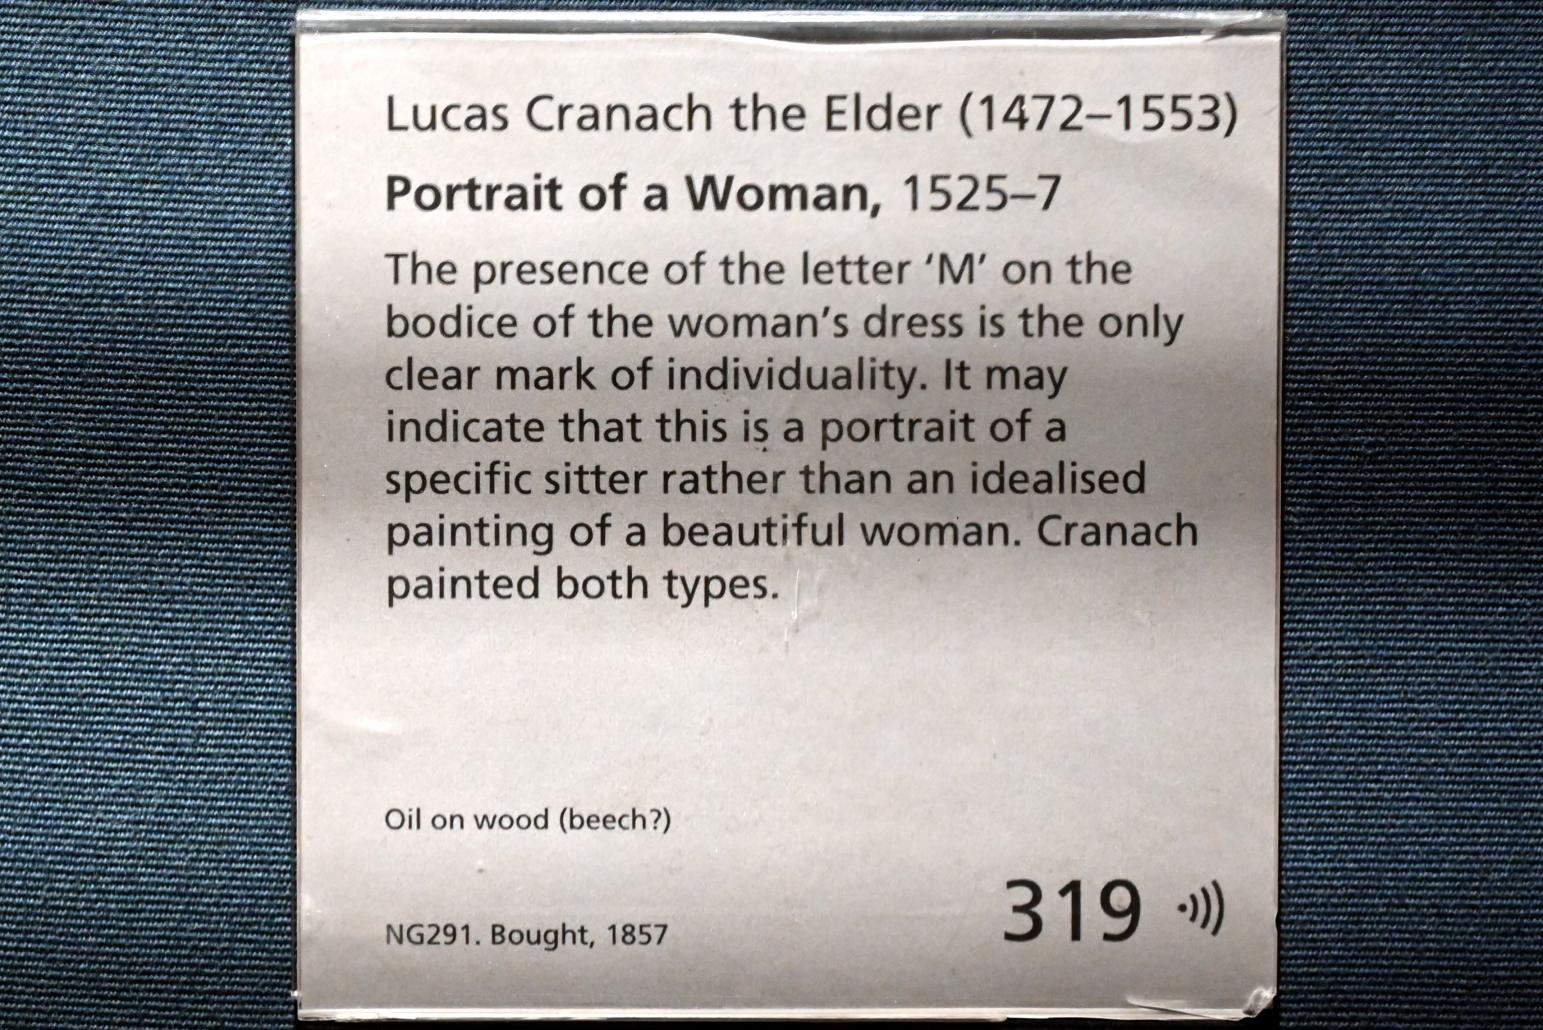 Lucas Cranach the Elder (1472–1553)
Portrait of a Woman, 1525–7
The presence of the letter ‘M’ on the
bodice of the woman’s dress is the only
clear mark of individuality. It may
indicate that this is a portrait of a
specific sitter rather than an idealised
painting of a beautiful woman. Cranach
painted both types.
Oil on wood (beech?)
319
NG291. Bought, 1857